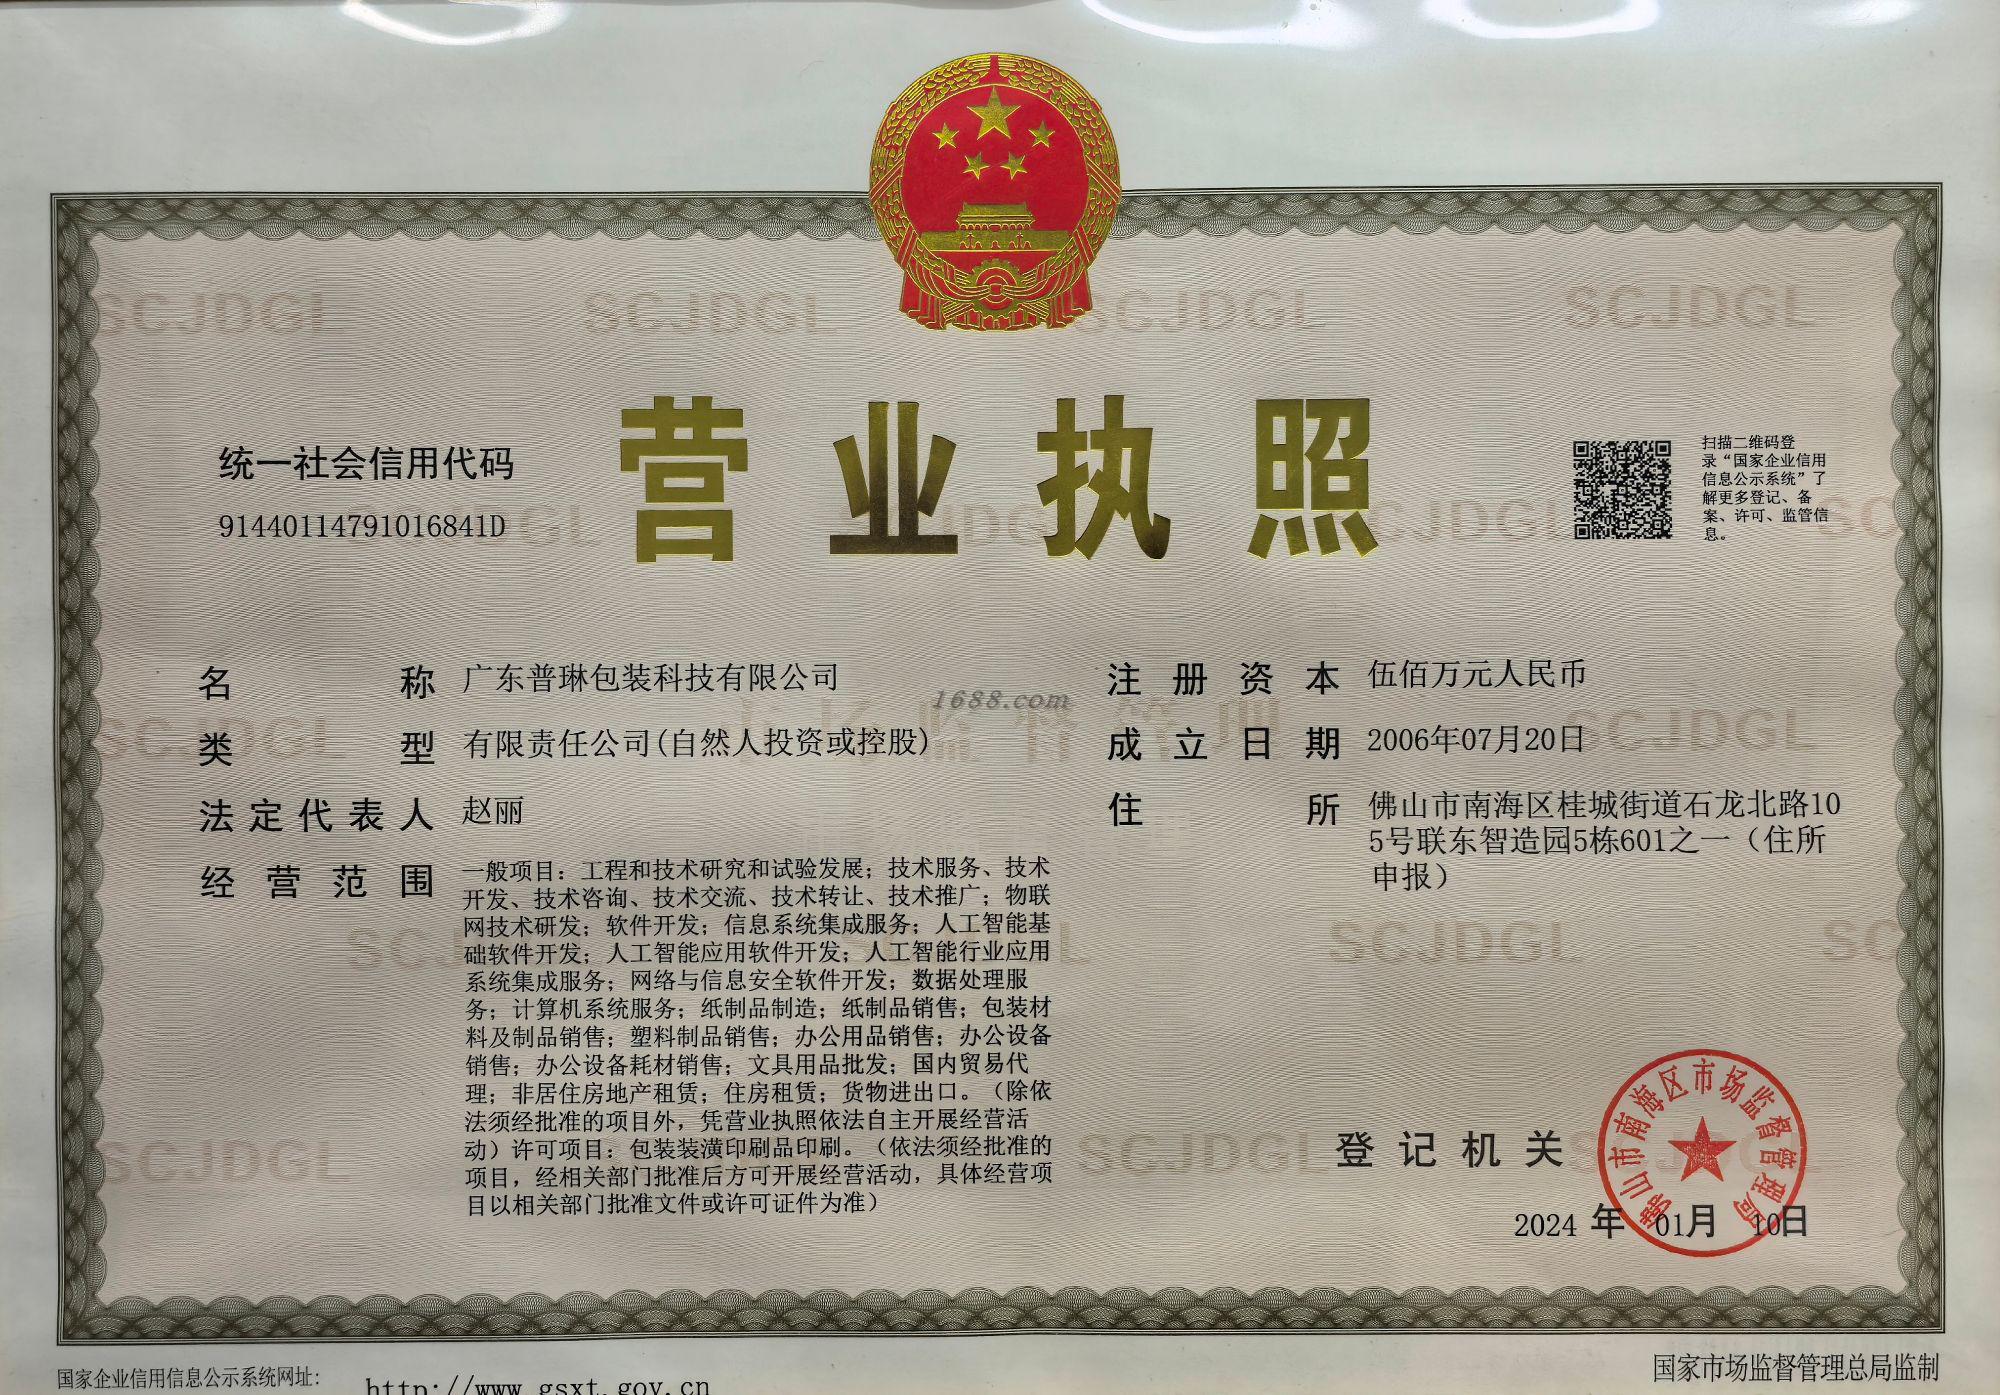 营业执照
统一社会信用代码
91440114791016841D
扫描二维码登
录“国家企业信用
信息公示系统”了
解更多登记、备
案、许可、监管信
息。
名称 广东普琳包装科技有限公司
类型 有限责任公司(自然人投资或控股)
法定代表人 赵丽
经营范围 一般项目：工程和技术研究和试验发展；技术服务、技术
开发、技术咨询、技术交流、技术转让、技术推广；物联
网技术研发；软件开发；信息系统集成服务；人工智能基
础软件开发；人工智能应用软件开发；人工智能行业应用
系统集成服务；网络与信息安全软件开发；数据处理服
务；计算机系统服务；纸制品制造；纸制品销售；包装材
料及制品销售；塑料制品销售；办公用品销售；办公设备
销售；办公设备耗材销售；文具用品批发；国内贸易代
理；非居住房地产租赁；住房租赁；货物进出口。（除依
法须经批准的项目外，凭营业执照依法自主开展经营活
动）许可项目：包装装潢印刷品印刷。（依法须经批准的
项目，经相关部门批准后方可开展经营活动，具体经营项
目以相关部门批准文件或许可证件为准）
注册资本 伍佰万元人民币
成立日期 2006年07月20日
住所 佛山市南海区桂城街道石龙北路10
5号联东智造园5栋601之一（住所
申报）
1688.com
登记机关
佛山市南海区市场监督管理局
2024 年 01月 10日
国家企业信用信息公示系统网址：
http://www.gsxt.gov.cn
国家市场监督管理总局监制
SCJDGL
SCJDGL
SCJDGL
SCJDGL
市场监督管理